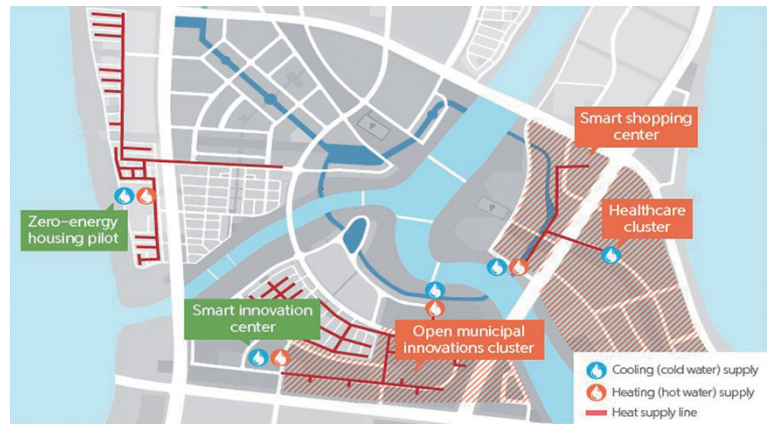 Smart shopping
center
P
P
Healthcare
cluster
Zero-energy
housing pilot
Smart innovation
center
Open municipal
innovations cluster
Cooling (cold water) supply
Heating (hot water) supply
Heat supply line